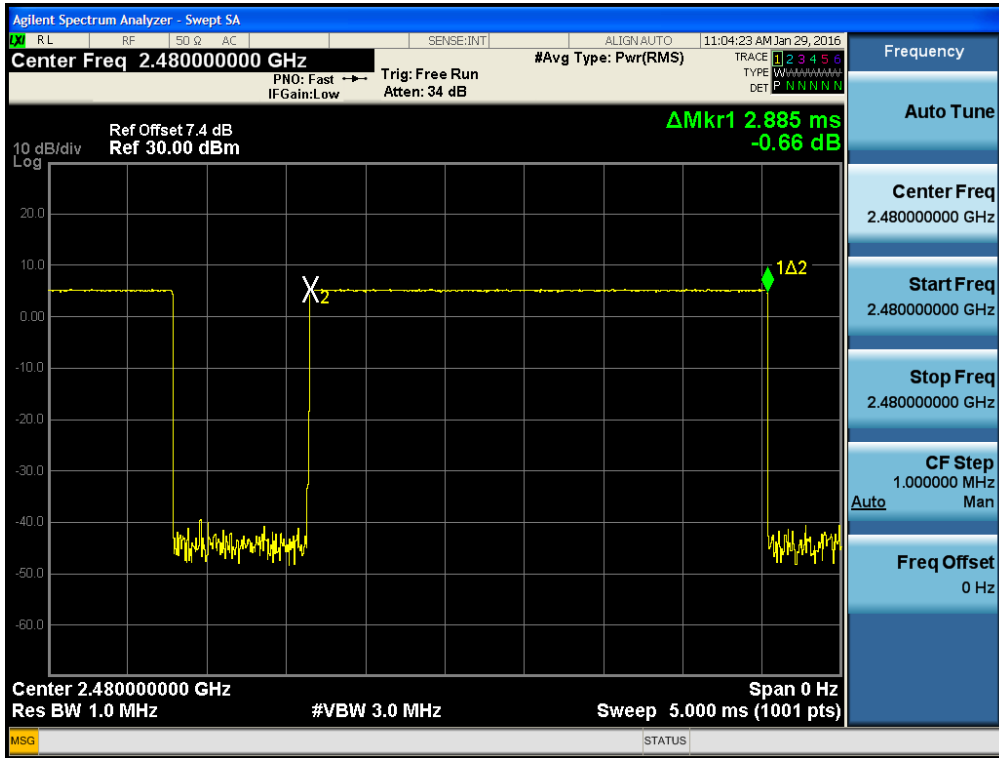 Agilent Spectrum Analyzer - Swept SA
LXI RL RF 50 Ω AC SENSE:INT ALIGN AUTO 11:04:23 AM Jan 29, 2016
Center Freq 2.480000000 GHz
PNO: Fast
IFGain:Low
Trig: Free Run
Atten: 34 dB
#Avg Type: Pwr(RMS)
TRACE 1 2 3 4 5 6
TYPE WWWWWW
DET P N N N N N
ΔMkr1 2.885 ms
-0.66 dB
Ref Offset 7.4 dB
10 dB/div Ref 30.00 dBm
Log
20.0
10.0
0.00
-10.0
-20.0
-30.0
-40.0
-50.0
-60.0
2
1Δ2
Center 2.480000000 GHz Span 0 Hz
Res BW 1.0 MHz #VBW 3.0 MHz Sweep 5.000 ms (1001 pts)
MSG STATUS
Frequency
Auto Tune
Center Freq
2.480000000 GHz
Start Freq
2.480000000 GHz
Stop Freq
2.480000000 GHz
CF Step
1.000000 MHz
Auto Man
Freq Offset
0 Hz